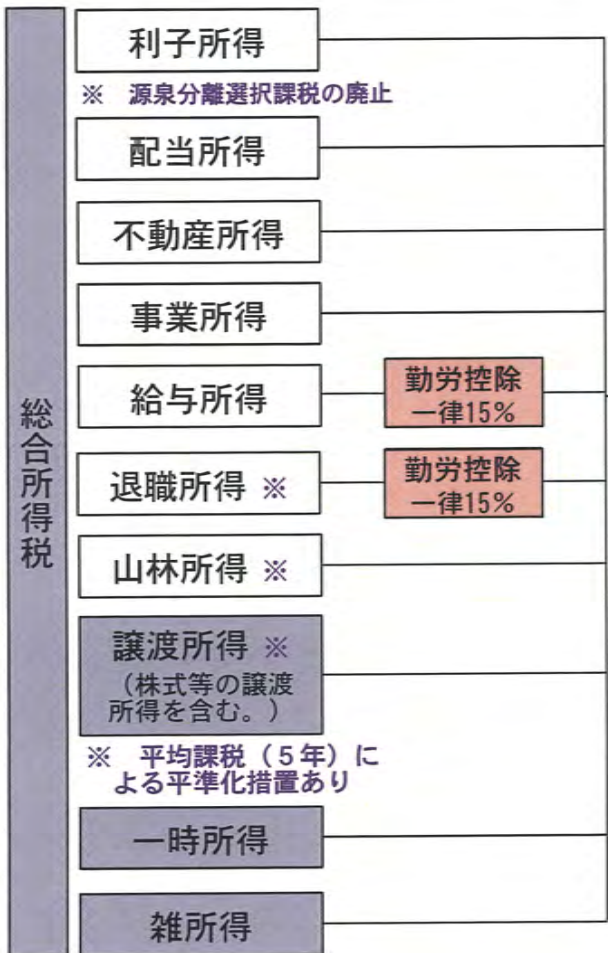 総合所得税
利子所得
※　源泉分離選択課税の廃止
配当所得
不動産所得
事業所得
給与所得
勤労控除
一律15%
退職所得 ※
勤労控除
一律15%
山林所得 ※
譲渡所得 ※
（株式等の譲渡
所得を含む。）
※　平均課税（５年）に
よる平準化措置あり
一時所得
雑所得